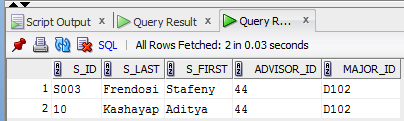 Script Output Query Result Query R...
SQL All Rows Fetched: 2 in 0.03 seconds
S_ID S_LAST S_FIRST ADVISOR_ID MAJOR_ID
1 S003 Frendosi Stafeny 44 D102
2 10 Kashayap Aditya 44 D102